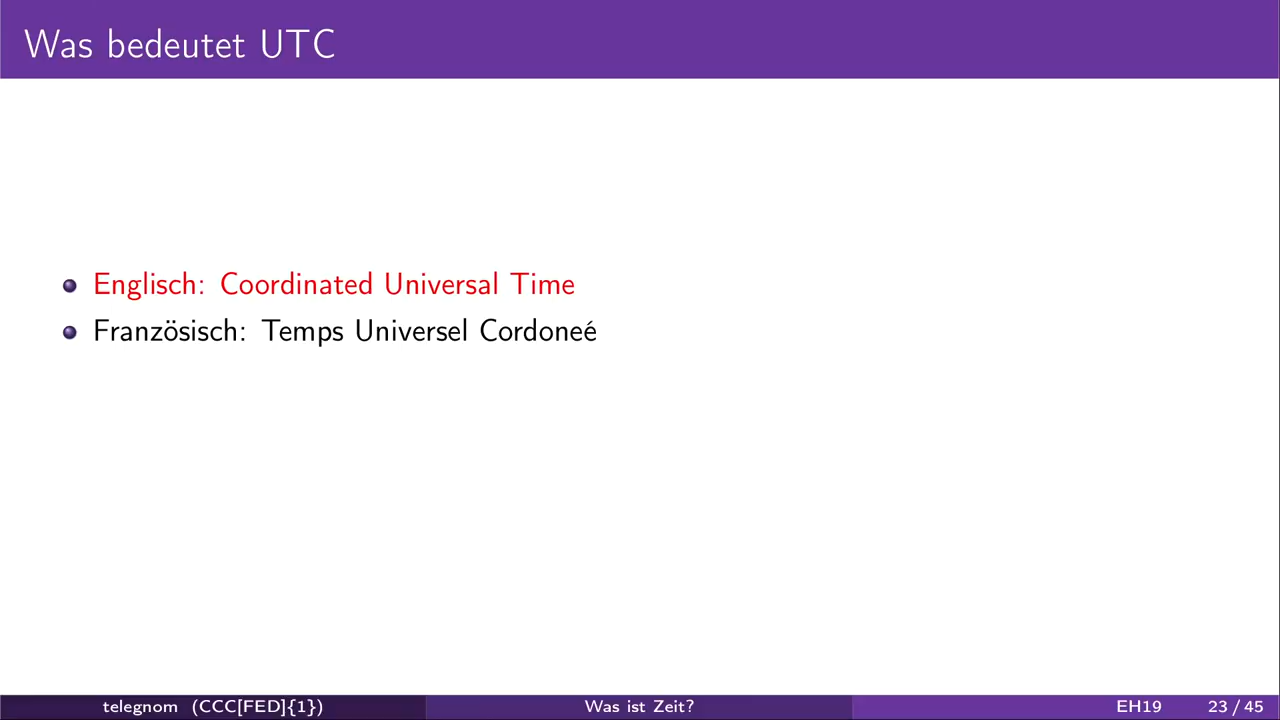 Was bedeutet UTC
Englisch: Coordinated Universal Time
Französisch: Temps Universel Cordoneé
telegnom (CCC[FED]{1}) Was ist Zeit? EH19 23 / 45